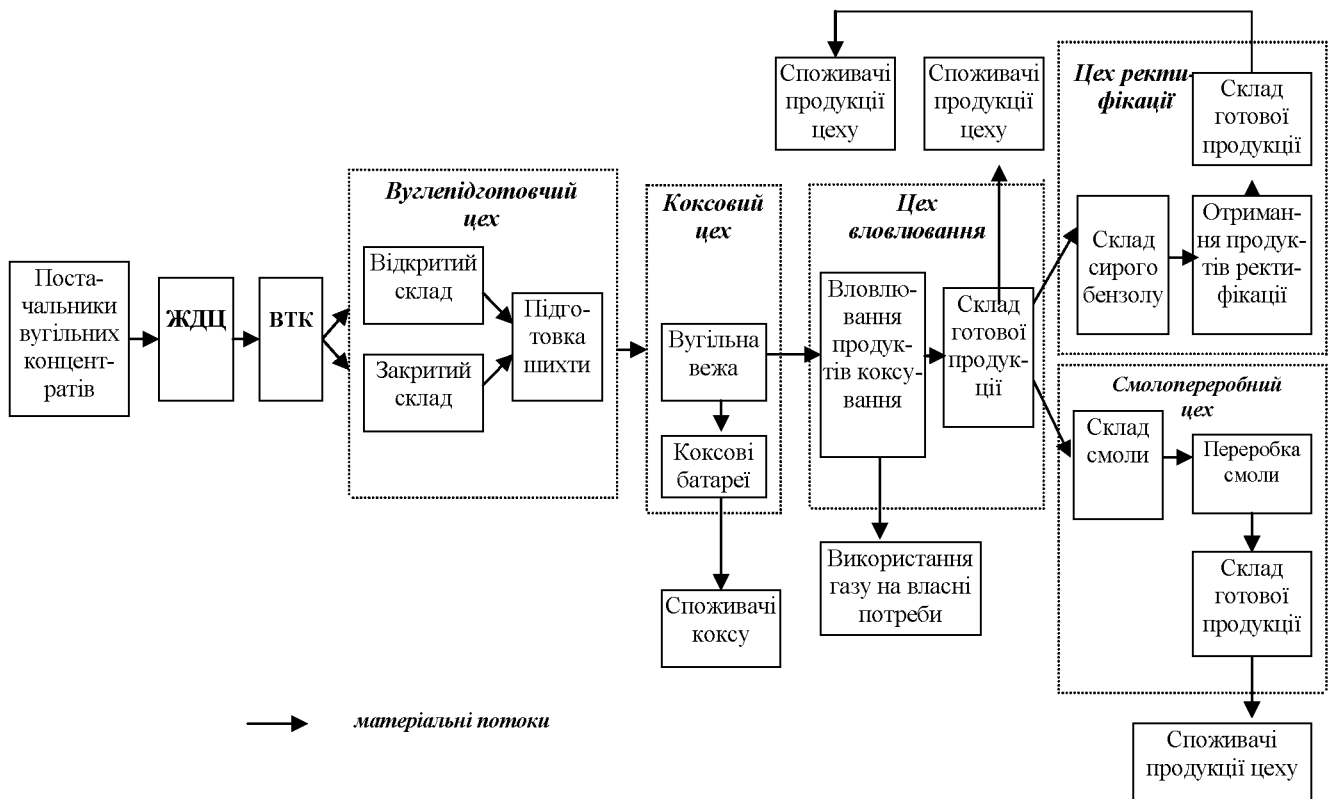 Споживачі
продукції
цеху
Споживачі
продукції
цеху
Цех ректи-
фікації
Склад
готової
продукції
Вуглепідготовчий
цех
Коксовий
цех
Цех
вловлювання
Поста-
чальники
вугільних
концент-
ратів
ЖДЦ
ВТК
Відкритий
склад
Закритий
склад
Підго-
товка
шихти
Вугільна
вежа
Коксові
батареї
Вловлю-
вання
продук-
тів коксу-
вання
Склад
готової
продук-
ції
Склад
сирого
бензолу
Отриман-
ня продук-
тів ректи-
фікації
Смолопереробний
цех
Склад
смоли
Переробка
смоли
Склад
готової
продукції
Споживачі
коксу
Використання
газу на власні
потреби
матеріальні потоки
Споживачі
продукції цеху